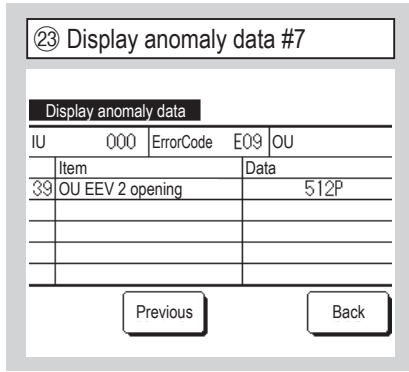 ㉓ Display anomaly data #7
Display anomaly data
IU 000 ErrorCode E09 OU
Item Data
39 OU EEV 2 opening 512P
Previous Back